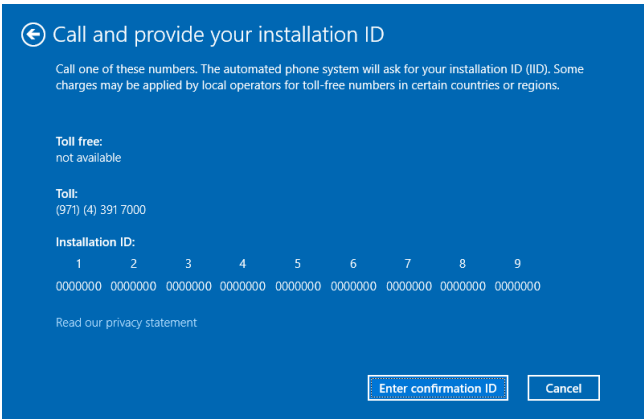 Call and provide your installation ID
Call one of these numbers. The automated phone system will ask for your installation ID (IID). Some
charges may be applied by local operators for toll-free numbers in certain countries or regions.
Toll free:
not available
Toll:
(971) (4) 391 7000
Installation ID:
1 2 3 4 5 6 7 8 9
0000000 0000000 0000000 0000000 0000000 0000000 0000000 0000000 0000000
Read our privacy statement
Enter confirmation ID Cancel